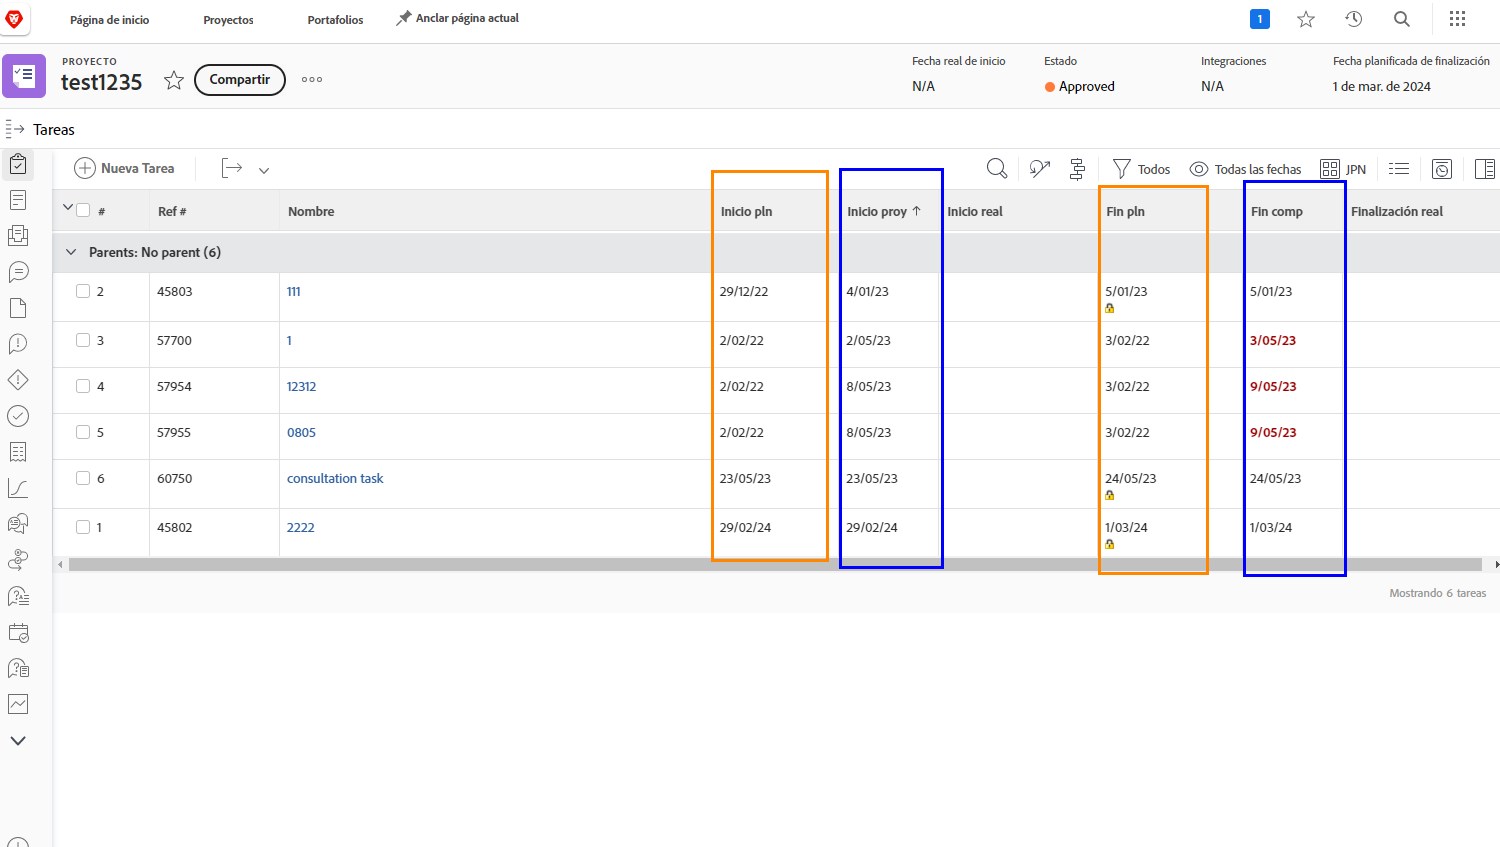 Página de inicio Proyectos Portafolios Anclar página actual 1
PROYECTO
test1235 Compartir
Fecha real de inicio Estado Integraciones Fecha planificada de finalización
N/A Approved N/A 1 de mar. de 2024
Tareas
Nueva Tarea Todos Todas las fechas JPN
# Ref # Nombre Inicio pln Inicio proy ↑ Inicio real Fin pln Fin comp Finalización real
Parents: No parent (6)
2 45803 111 29/12/22 4/01/23 5/01/23 5/01/23
3 57700 1 2/02/22 2/05/23 3/02/22 3/05/23
4 57954 12312 2/02/22 8/05/23 3/02/22 9/05/23
5 57955 0805 2/02/22 8/05/23 3/02/22 9/05/23
6 60750 consultation task 23/05/23 23/05/23 24/05/23 24/05/23
1 45802 2222 29/02/24 29/02/24 1/03/24 1/03/24
Mostrando 6 tareas